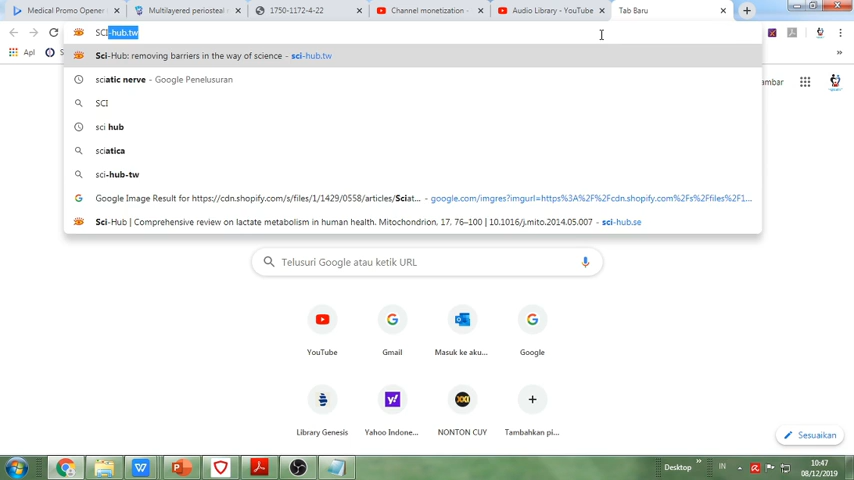 Medical Promo Opener
Multilayered periosteal
1750-1172-4-22
Channel monetization -
Audio Library - YouTube
Tab Baru
SCI-hub.tw
Apl
S
ambar
Sci-Hub: removing barriers in the way of science - sci-hub.tw
sciatic nerve - Google Penelusuran
SCI
sci hub
sciatica
sci-hub-tw
Google Image Result for https://cdn.shopify.com/s/files/1/1429/0558/articles/Sciat... - google.com/imgres?imgurl=https%3A%2F%2Fcdn.shopify.com%2Fs%2Ffiles%2F1...
Sci-Hub | Comprehensive review on lactate metabolism in human health. Mitochondrion, 17, 76–100 | 10.1016/j.mito.2014.05.007 - sci-hub.se
Telusuri Google atau ketik URL
YouTube
Gmail
Masuk ke aku...
Google
Library Genesis
Yahoo Indone...
NONTON CUY
Tambahkan pi...
Sesuaikan
Desktop
IN
10:47
08/12/2019